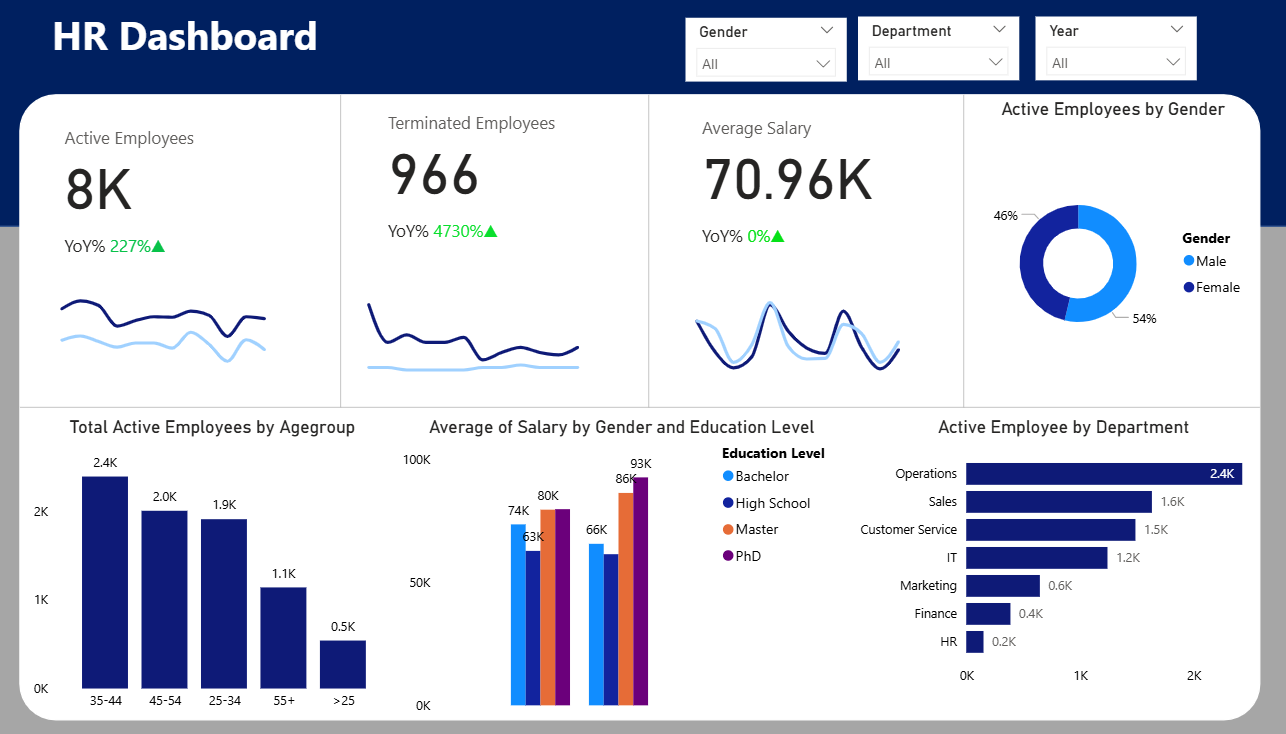 HR Dashboard
Gender
All
Department
All
Year
All
Active Employees
8K
YoY% 227%▲
Terminated Employees
966
YoY% 4730%▲
Average Salary
70.96K
YoY% 0%▲
Active Employees by Gender
46%
54%
Gender
Male
Female
Total Active Employees by Agegroup
2K
1K
0K
2.4K
2.0K
1.9K
1.1K
0.5K
35-44
45-54
25-34
55+
>25
Average of Salary by Gender and Education Level
100K
50K
0K
74K
63K
80K
66K
86K
93K
Education Level
Bachelor
High School
Master
PhD
Active Employee by Department
Operations 2.4K
Sales 1.6K
Customer Service 1.5K
IT 1.2K
Marketing 0.6K
Finance 0.4K
HR 0.2K
0K 1K 2K